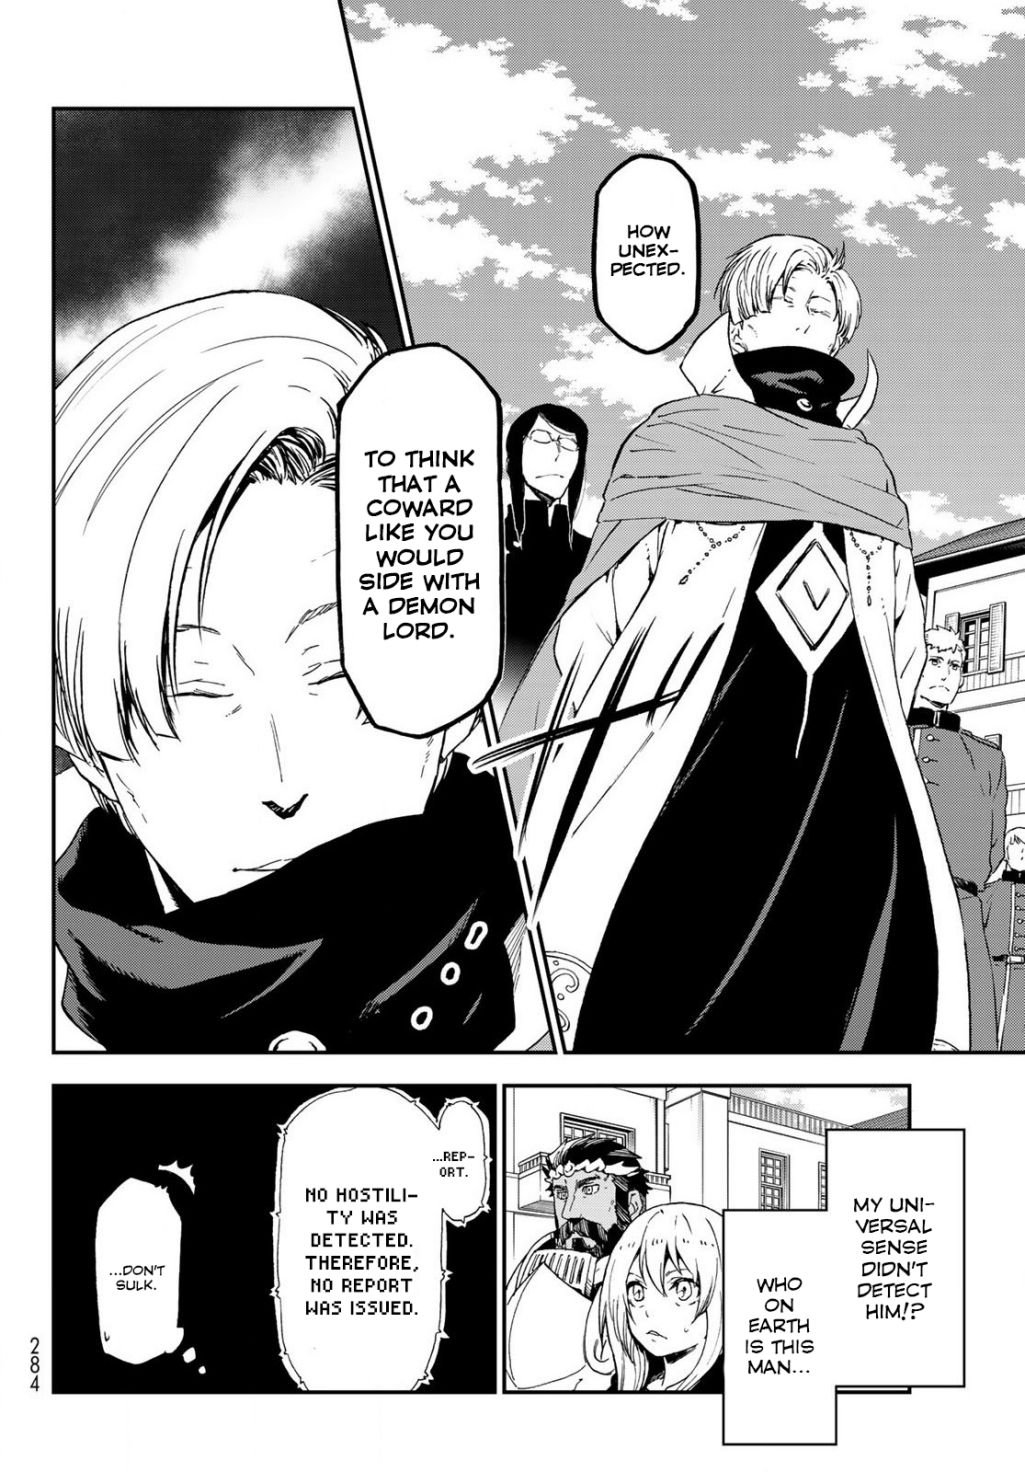 HOW
UNEX-
PECTED.
TO THINK
THAT A
COWARD
LIKE YOU
WOULD
SIDE WITH
A DEMON
LORD.
MY UNI-
VERSAL
SENSE
DIDN'T
DETECT
HIM!?
WHO
ON
EARTH
IS THIS
MAN...
...REP-
ORT.
NO HOSTILI-
TY WAS
DETECTED.
THEREFORE,
NO REPORT
WAS ISSUED.
...DON'T
SULK.
284